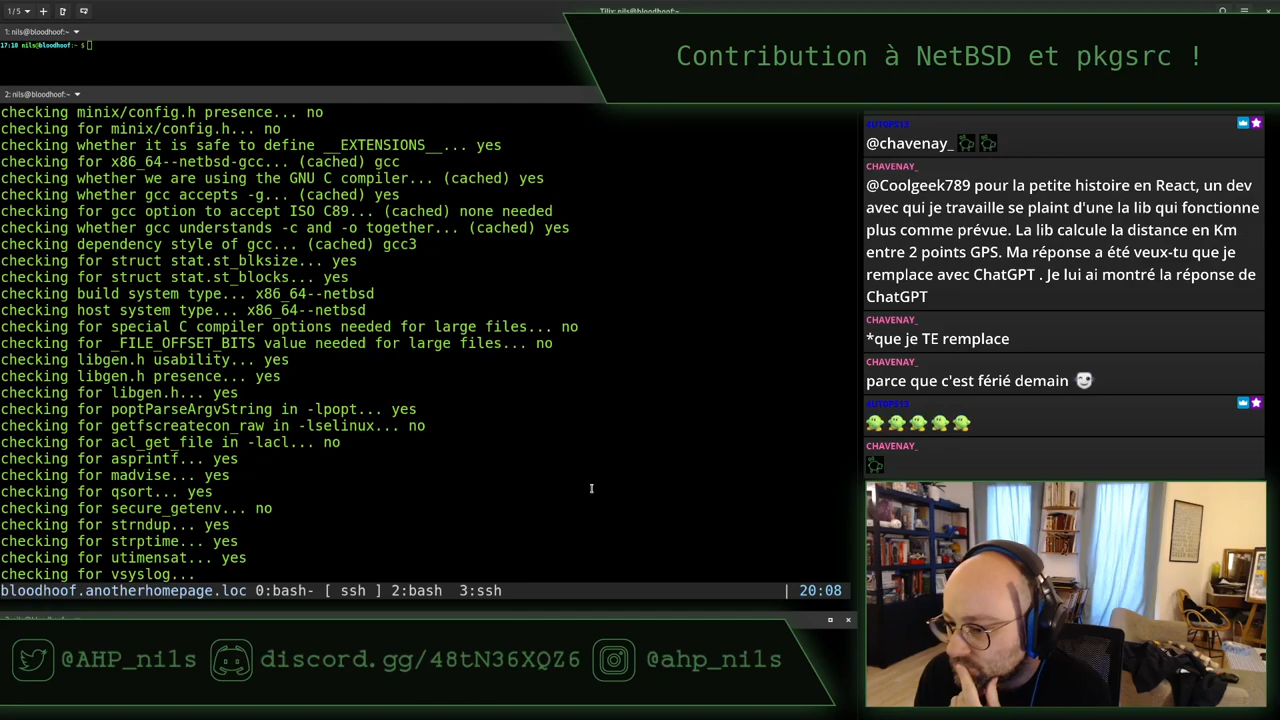 1/5
Tilix: nils@bloodhoof:~
1: nils@bloodhoof:~
17:18 nils@bloodhoof:~ $
2: nils@bloodhoof:~
checking minix/config.h presence... no
checking for minix/config.h... no
checking whether it is safe to define __EXTENSIONS__... yes
checking for x86_64--netbsd-gcc... (cached) gcc
checking whether we are using the GNU C compiler... (cached) yes
checking whether gcc accepts -g... (cached) yes
checking for gcc option to accept ISO C89... (cached) none needed
checking whether gcc understands -c and -o together... (cached) yes
checking dependency style of gcc... (cached) gcc3
checking for struct stat.st_blksize... yes
checking for struct stat.st_blocks... yes
checking build system type... x86_64--netbsd
checking host system type... x86_64--netbsd
checking for special C compiler options needed for large files... no
checking for _FILE_OFFSET_BITS value needed for large files... no
checking libgen.h usability... yes
checking libgen.h presence... yes
checking for libgen.h... yes
checking for poptParseArgvString in -lpopt... yes
checking for getfscreatecon_raw in -lselinux... no
checking for acl_get_file in -lacl... no
checking for asprintf... yes
checking for madvise... yes
checking for qsort... yes
checking for secure_getenv... no
checking for strndup... yes
checking for strptime... yes
checking for utimensat... yes
checking for vsyslog...
bloodhoof.anotherhomepage.loc 0:bash- [ ssh ] 2:bash 3:ssh | 20:08
Contribution à NetBSD et pkgsrc !
4UT0PS13
@chavenay_
CHAVENAY_
@Coolgeek789 pour la petite histoire en React, un dev
avec qui je travaille se plaint d'une la lib qui fonctionne
plus comme prévue. La lib calcule la distance en Km
entre 2 points GPS. Ma réponse a été veux-tu que je
remplace avec ChatGPT . Je lui ai montré la réponse de
ChatGPT
CHAVENAY_
*que je TE remplace
CHAVENAY_
parce que c'est férié demain
4UT0PS13
CHAVENAY_
@AHP_nils discord.gg/48tN36XQZ6 @ahp_nils